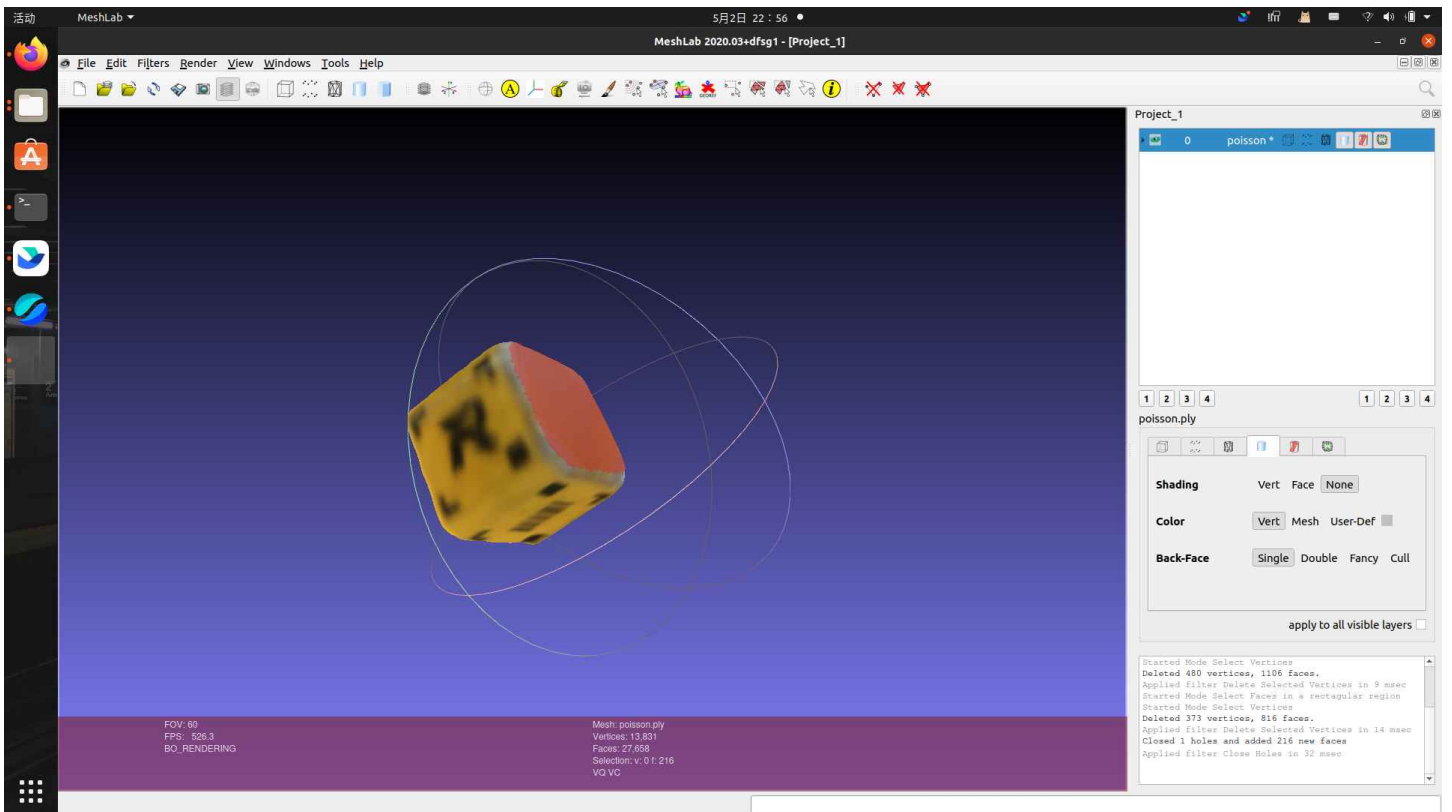 活动
MeshLab
5月2日 22：56
MeshLab 2020.03+dfsg1 - [Project_1]
File Edit Filters Render View Windows Tools Help
Project_1
0 poisson *
1 2 3 4 1 2 3 4
poisson.ply
Shading Vert Face None
Color Vert Mesh User-Def
Back-Face Single Double Fancy Cull
apply to all visible layers
Started Mode Select Vertices
Deleted 480 vertices, 1106 faces.
Applied filter Delete Selected Vertices in 9 msec
Started Mode Select Faces in a rectagular region
Started Mode Select Vertices
Deleted 373 vertices, 816 faces.
Applied filter Delete Selected Vertices in 14 msec
Closed 1 holes and added 216 new faces
Applied filter Close Holes in 32 msec
FOV: 60
FPS: 526.3
BO_RENDERING
Mesh: poisson.ply
Vertices: 13,831
Faces: 27,658
Selection: v: 0 f: 216
VQ VC